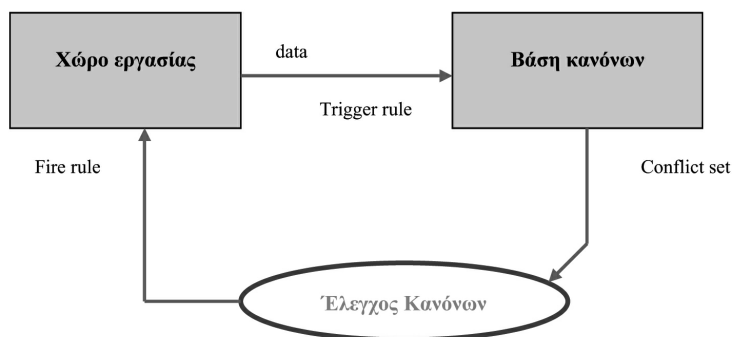 Χώρο εργασίας
data
Βάση κανόνων
Trigger rule
Fire rule
Conflict set
Έλεγχος Κανόνων